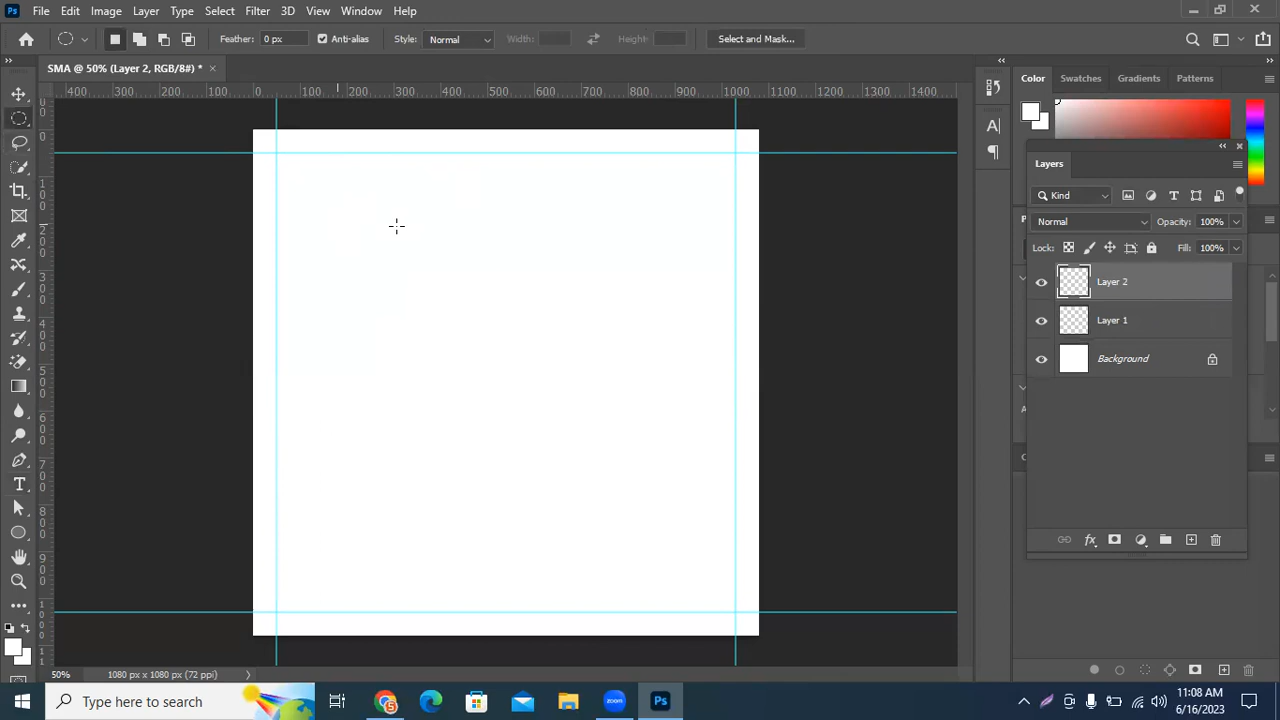 Ps File Edit Image Layer Type Select Filter 3D View Window Help
Feather: 0 px Anti-alias Style: Normal Width: Height: Select and Mask...
SMA @ 50% (Layer 2, RGB/8#) * ×
400 300 200 100 0 100 200 300 400 500 600 700 800 900 1000 1100 1200 1300 1400
Color Swatches Gradients Patterns
Layers
Kind
Normal Opacity: 100%
Lock: Fill: 100%
Layer 2
Layer 1
Background
fx
50% 1080 px x 1080 px (72 ppi)
Type here to search
Ps
1:08 AM
6/16/2023